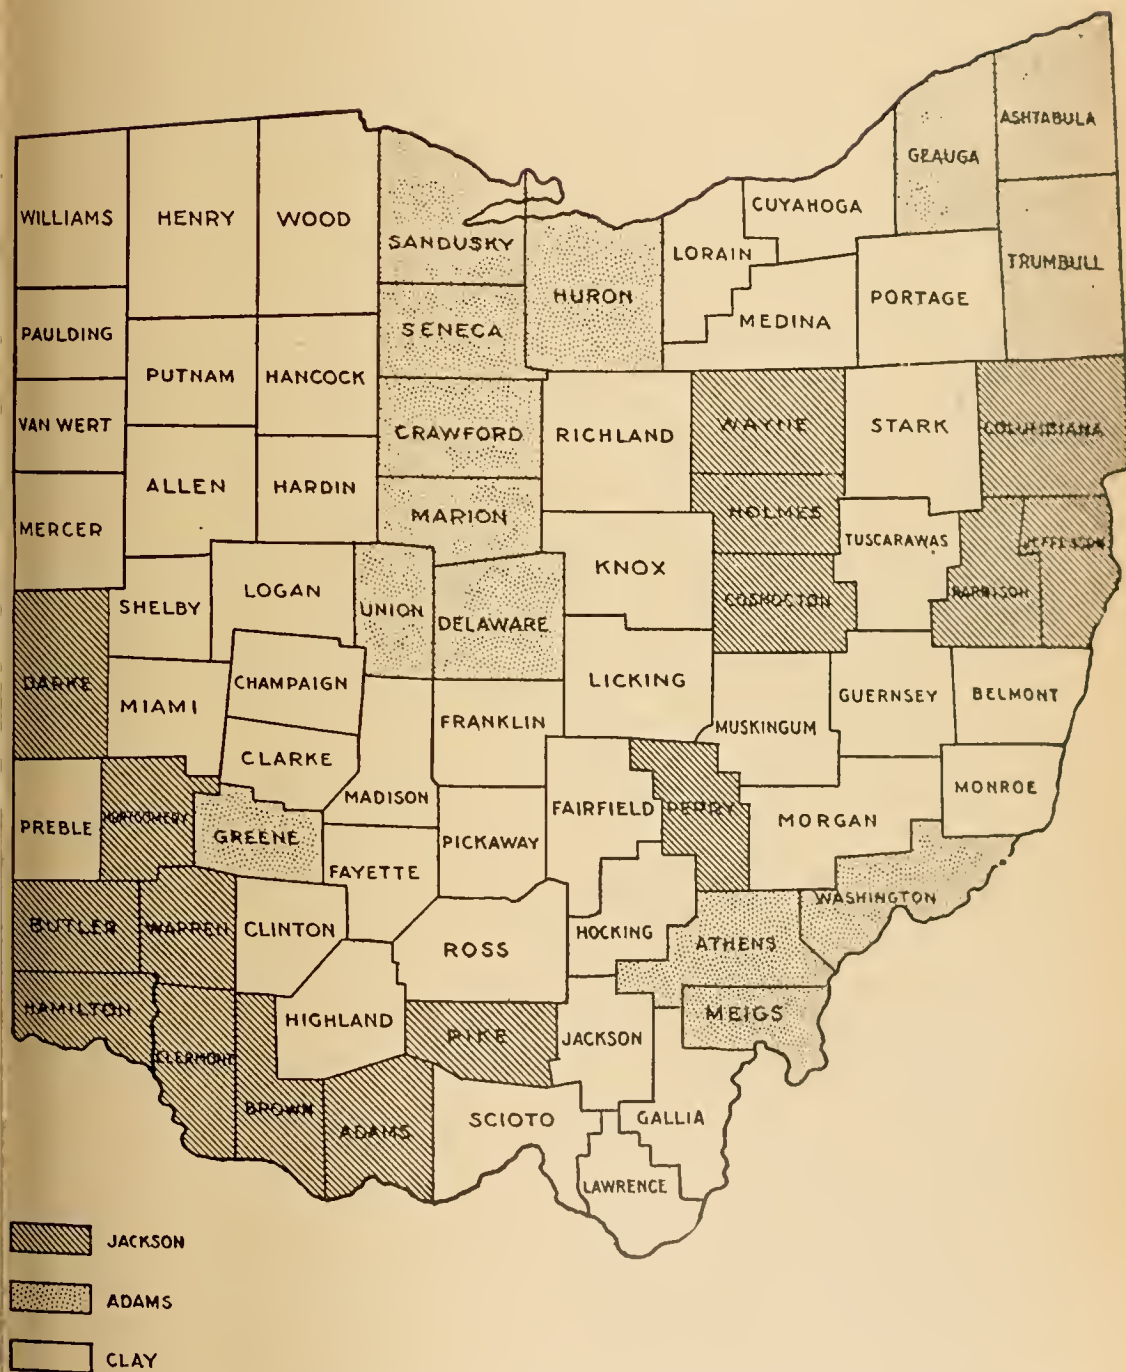 ASHTABULA
GEAUGA
WILLIAMS HENRY WOOD SANDUSKY CUYAHOGA
LORAIN TRUMBULL
HURON PORTAGE
PAULDING SENECA MEDINA
PUTNAM HANCOCK
VAN WERT CRAWFORD RICHLAND WAYNE STARK COLUMBIANA
ALLEN HARDIN
MERCER MARION HOLMES
TUSCARAWAS JEFFERSON
KNOX
LOGAN HARRISON
SHELBY UNION DELAWARE COSHOCTON
DARKE CHAMPAIGN LICKING GUERNSEY BELMONT
MIAMI FRANKLIN MUSKINGUM
CLARKE
MADISON MONROE
PREBLE MONTGOMERY GREENE PICKAWAY FAIRFIELD PERRY MORGAN
FAYETTE
BUTLER WARREN CLINTON WASHINGTON
ROSS HOCKING ATHENS
HAMILTON HIGHLAND PIKE JACKSON MEIGS
CLERMONT
BROWN ADAMS SCIOTO GALLIA
LAWRENCE
JACKSON
ADAMS
CLAY